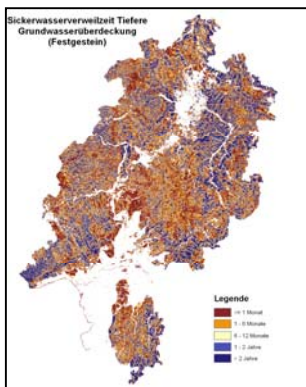 Sickerwasserverweilzeit Tiefere
Grundwasserüberdeckung
(Festgestein)
Legende
<= 1 Monat
1 - 6 Monate
6 - 12 Monate
1 - 2 Jahre
> 2 Jahre